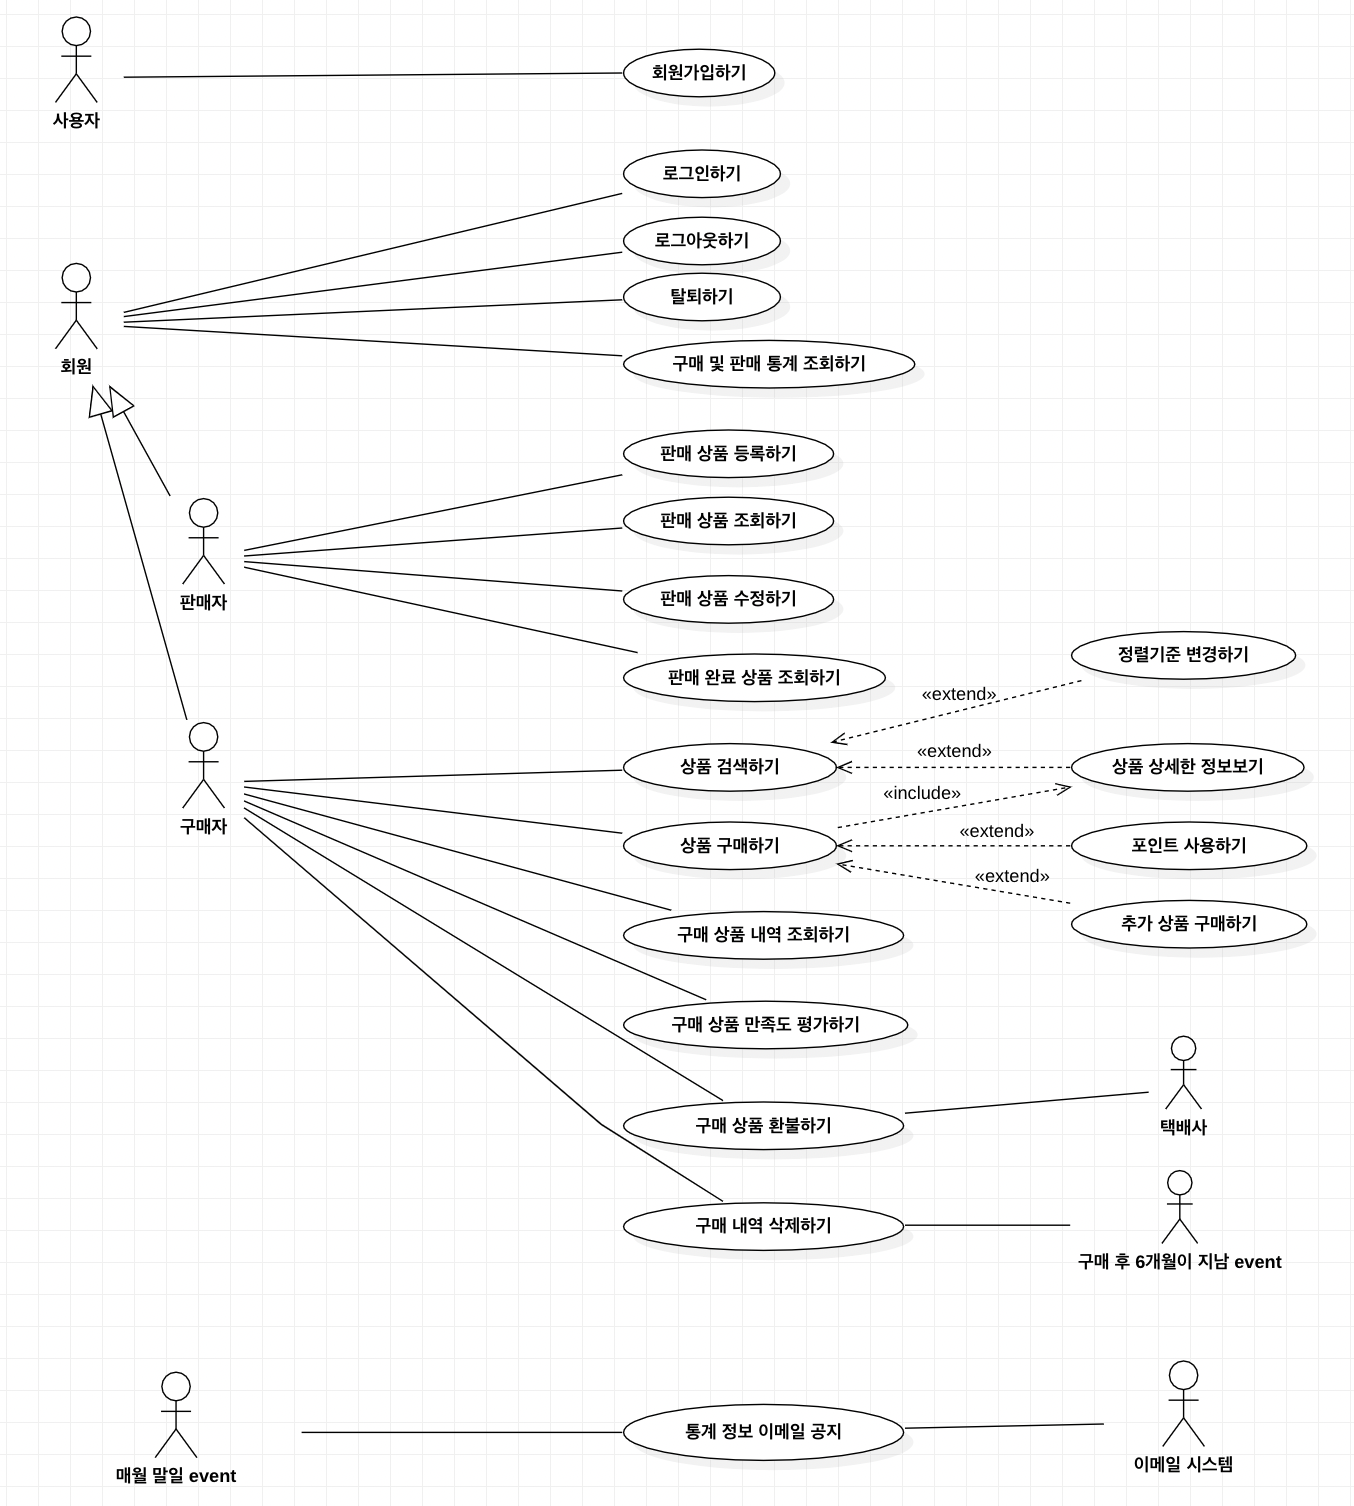 사용자
회원가입하기
로그인하기
로그아웃하기
탈퇴하기
구매 및 판매 통계 조회하기
회원
판매 상품 등록하기
판매 상품 조회하기
판매 상품 수정하기
판매 완료 상품 조회하기
판매자
정렬기준 변경하기
«extend»
상품 검색하기
«extend»
상품 상세한 정보보기
«include»
구매자
상품 구매하기
«extend»
포인트 사용하기
«extend»
추가 상품 구매하기
구매 상품 내역 조회하기
구매 상품 만족도 평가하기
구매 상품 환불하기
택배사
구매 내역 삭제하기
구매 후 6개월이 지남 event
매월 말일 event
통계 정보 이메일 공지
이메일 시스템